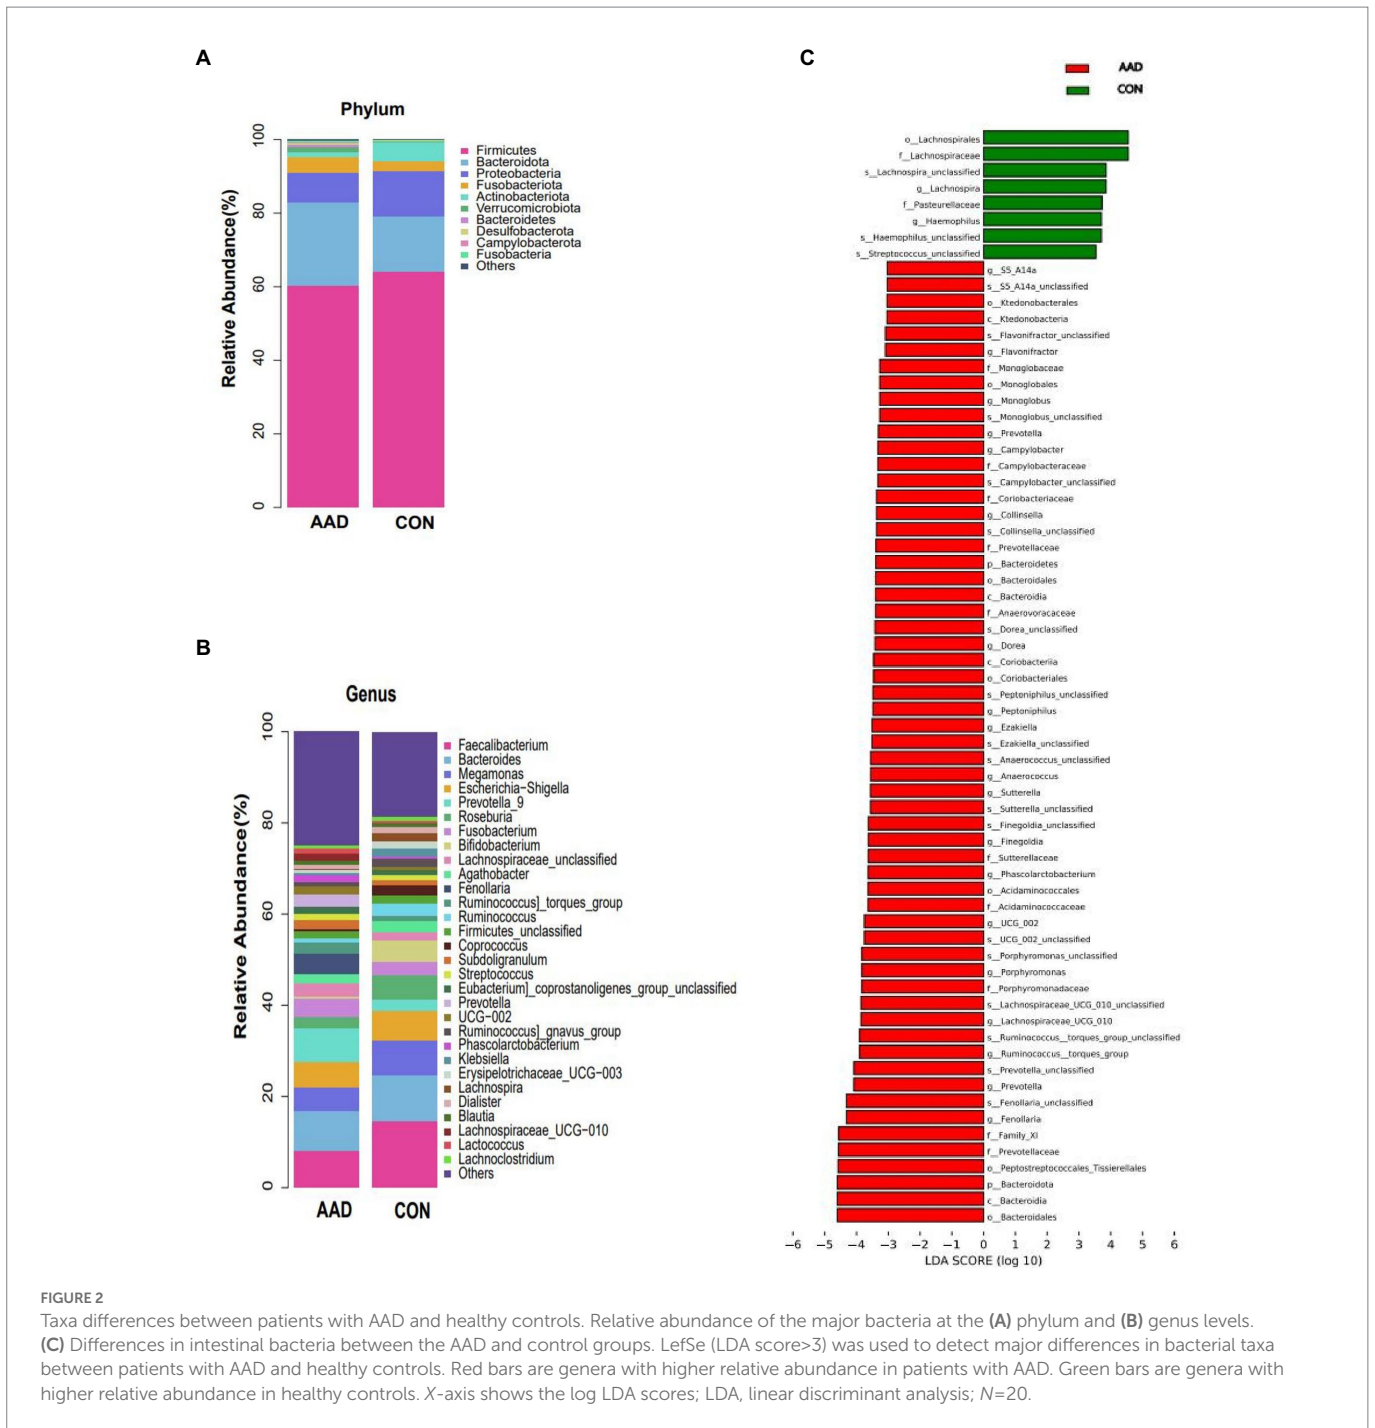 A
Phylum
Relative Abundance(%)
100
80
60
40
20
0
AAD
CON
Firmicutes
Bacteroidota
Proteobacteria
Fusobacteriota
Actinobacteriota
Verrucomicrobiota
Bacteroidetes
Desulfobacterota
Campylobacterota
Fusobacteria
Others
B
Genus
Relative Abundance(%)
100
80
60
40
20
0
AAD
CON
Faecalibacterium
Bacteroides
Megamonas
Escherichia−Shigella
Prevotella_9
Roseburia
Fusobacterium
Bifidobacterium
Lachnospiraceae_unclassified
Agathobacter
Fenollaria
Ruminococcus]_torques_group
Ruminococcus
Firmicutes_unclassified
Coprococcus
Subdoligranulum
Streptococcus
Eubacterium]_coprostanoligenes_group_unclassified
Prevotella
UCG−002
Ruminococcus]_gnavus_group
Phascolarctobacterium
Klebsiella
Erysipelotrichaceae_UCG−003
Lachnospira
Dialister
Blautia
Lachnospiraceae_UCG−010
Lactococcus
Lachnoclostridium
Others
C
AAD
CON
o__Lachnospirales
f__Lachnospiraceae
s__Lachnospira_unclassified
g__Lachnospira
f__Pasteurellaceae
g__Haemophilus
s__Haemophilus_unclassified
s__Streptococcus_unclassified
g__S5_A14a
s__S5_A14a_unclassified
o__Ktedonobacterales
c__Ktedonobacteria
s__Flavonifractor_unclassified
g__Flavonifractor
f__Monoglobaceae
o__Monoglobales
g__Monoglobus
s__Monoglobus_unclassified
g__Prevotella
g__Campylobacter
f__Campylobacteraceae
s__Campylobacter_unclassified
f__Coriobacteriaceae
g__Collinsella
s__Collinsella_unclassified
f__Prevotellaceae
p__Bacteroidetes
o__Bacteroidales
c__Bacteroidia
f__Anaerovoracaceae
s__Dorea_unclassified
g__Dorea
c__Coriobacteriia
o__Coriobacteriales
s__Peptoniphilus_unclassified
g__Peptoniphilus
g__Ezakiella
s__Ezakiella_unclassified
s__Anaerococcus_unclassified
g__Anaerococcus
g__Sutterella
s__Sutterella_unclassified
s__Finegoldia_unclassified
g__Finegoldia
f__Sutterellaceae
g__Phascolarctobacterium
o__Acidaminococcales
f__Acidaminococcaceae
g__UCG_002
s__UCG_002_unclassified
s__Porphyromonas_unclassified
g__Porphyromonas
f__Porphyromonadaceae
s__Lachnospiraceae_UCG_010_unclassified
g__Lachnospiraceae_UCG_010
s__Ruminococcus__torques_group_unclassified
g__Ruminococcus__torques_group
s__Prevotella_unclassified
g__Prevotella
s__Fenollaria_unclassified
g__Fenollaria
f__Family_XI
f__Prevotellaceae
o__Peptostreptococcales_Tissierellales
p__Bacteroidota
c__Bacteroidia
o__Bacteroidales
−6 −5 −4 −3 −2 −1 0 1 2 3 4 5 6
LDA SCORE (log 10)
FIGURE 2
Taxa differences between patients with AAD and healthy controls. Relative abundance of the major bacteria at the (A) phylum and (B) genus levels.
(C) Differences in intestinal bacteria between the AAD and control groups. LefSe (LDA score>3) was used to detect major differences in bacterial taxa
between patients with AAD and healthy controls. Red bars are genera with higher relative abundance in patients with AAD. Green bars are genera with
higher relative abundance in healthy controls. X-axis shows the log LDA scores; LDA, linear discriminant analysis; N=20.